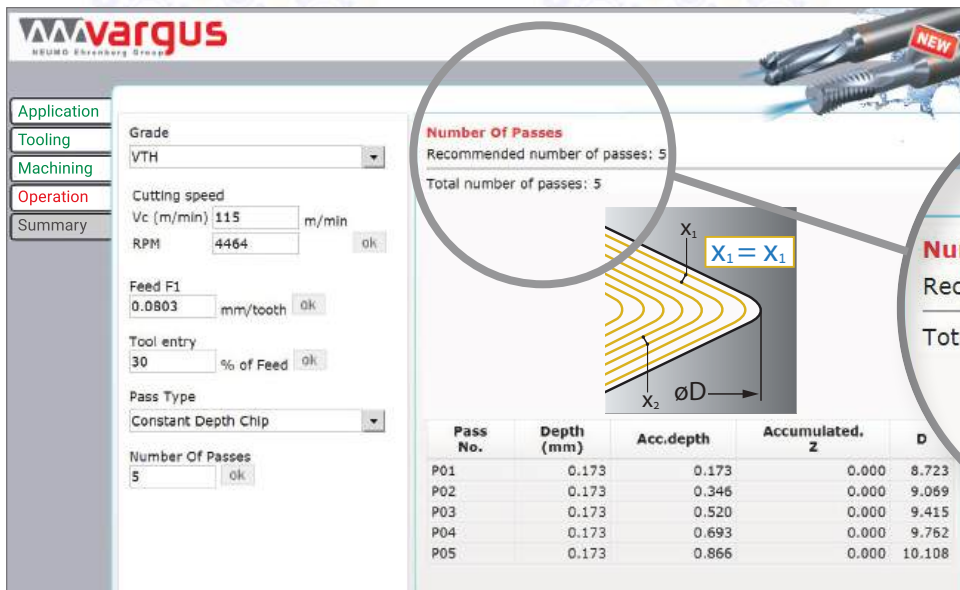 vargus
NEUMO Ehrenberg Group
NEW
Application
Tooling
Machining
Operation
Summary
Grade
VTH
Cutting speed
Vc (m/min) 115 m/min
RPM 4464 ok
Feed F1
0.0803 mm/tooth ok
Tool entry
30 % of Feed ok
Pass Type
Constant Depth Chip
Number Of Passes
5 ok
Number Of Passes
Recommended number of passes: 5
Total number of passes: 5
x₁
x₁ = x₁
x₂
øD
Pass No. Depth (mm) Acc.depth Accumulated. Z D
P01 0.173 0.173 0.000 8.723
P02 0.173 0.346 0.000 9.069
P03 0.173 0.520 0.000 9.415
P04 0.173 0.693 0.000 9.762
P05 0.173 0.866 0.000 10.108